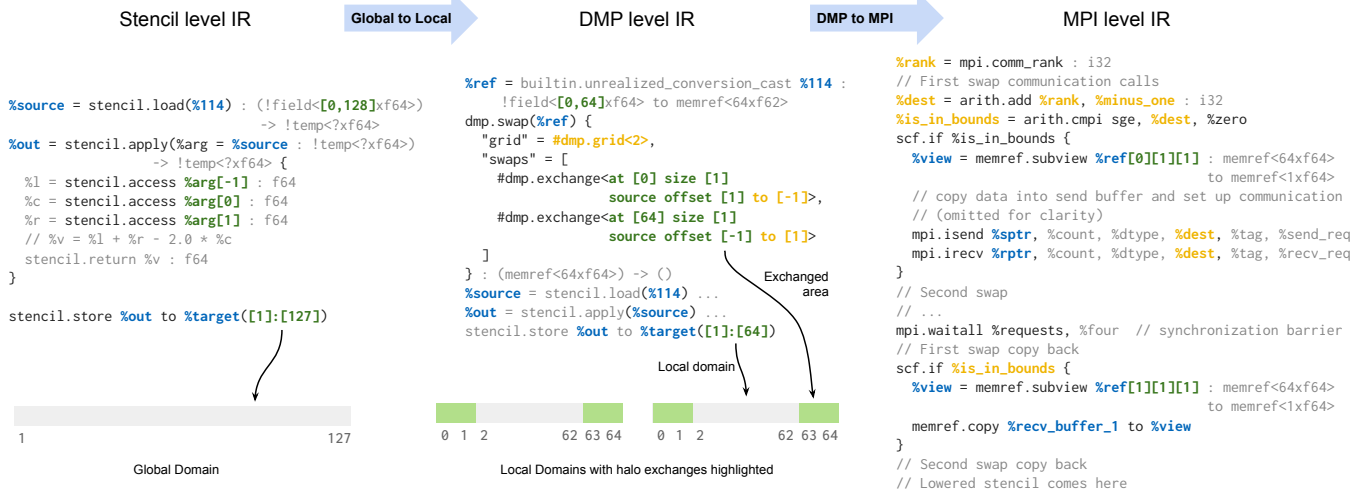 Stencil level IR
Global to Local
DMP level IR
DMP to MPI
MPI level IR
%source = stencil.load(%114) : (!field<[0,128]xf64>)
-> !temp<?xf64>
%out = stencil.apply(%arg = %source : !temp<?xf64>)
-> !temp<?xf64> {
%l = stencil.access %arg[-1] : f64
%c = stencil.access %arg[0] : f64
%r = stencil.access %arg[1] : f64
// %v = %l + %r - 2.0 * %c
stencil.return %v : f64
}
stencil.store %out to %target([1]:[127])
1 127
Global Domain
%ref = builtin.unrealized_conversion_cast %114 :
!field<[0,64]xf64> to memref<64xf62>
dmp.swap(%ref) {
"grid" = #dmp.grid<2>,
"swaps" = [
#dmp.exchange<at [0] size [1]
source offset [1] to [-1]>,
#dmp.exchange<at [64] size [1]
source offset [-1] to [1]>
]
} : (memref<64xf64>) -> ()
%source = stencil.load(%114) ...
%out = stencil.apply(%source) ...
stencil.store %out to %target([1]:[64])
Exchanged
area
Local domain
0 1 2 62 63 64
0 1 2 62 63 64
Local Domains with halo exchanges highlighted
%rank = mpi.comm_rank : i32
// First swap communication calls
%dest = arith.add %rank, %minus_one : i32
%is_in_bounds = arith.cmpi sge, %dest, %zero
scf.if %is_in_bounds {
%view = memref.subview %ref[0][1][1] : memref<64xf64>
to memref<1xf64>
// copy data into send buffer and set up communication
// (omitted for clarity)
mpi.isend %sptr, %count, %dtype, %dest, %tag, %send_req
mpi.irecv %rptr, %count, %dtype, %dest, %tag, %recv_req
}
// Second swap
// ...
mpi.waitall %requests, %four // synchronization barrier
// First swap copy back
scf.if %is_in_bounds {
%view = memref.subview %ref[1][1][1] : memref<64xf64>
to memref<1xf64>
memref.copy %recv_buffer_1 to %view
}
// Second swap copy back
// Lowered stencil comes here